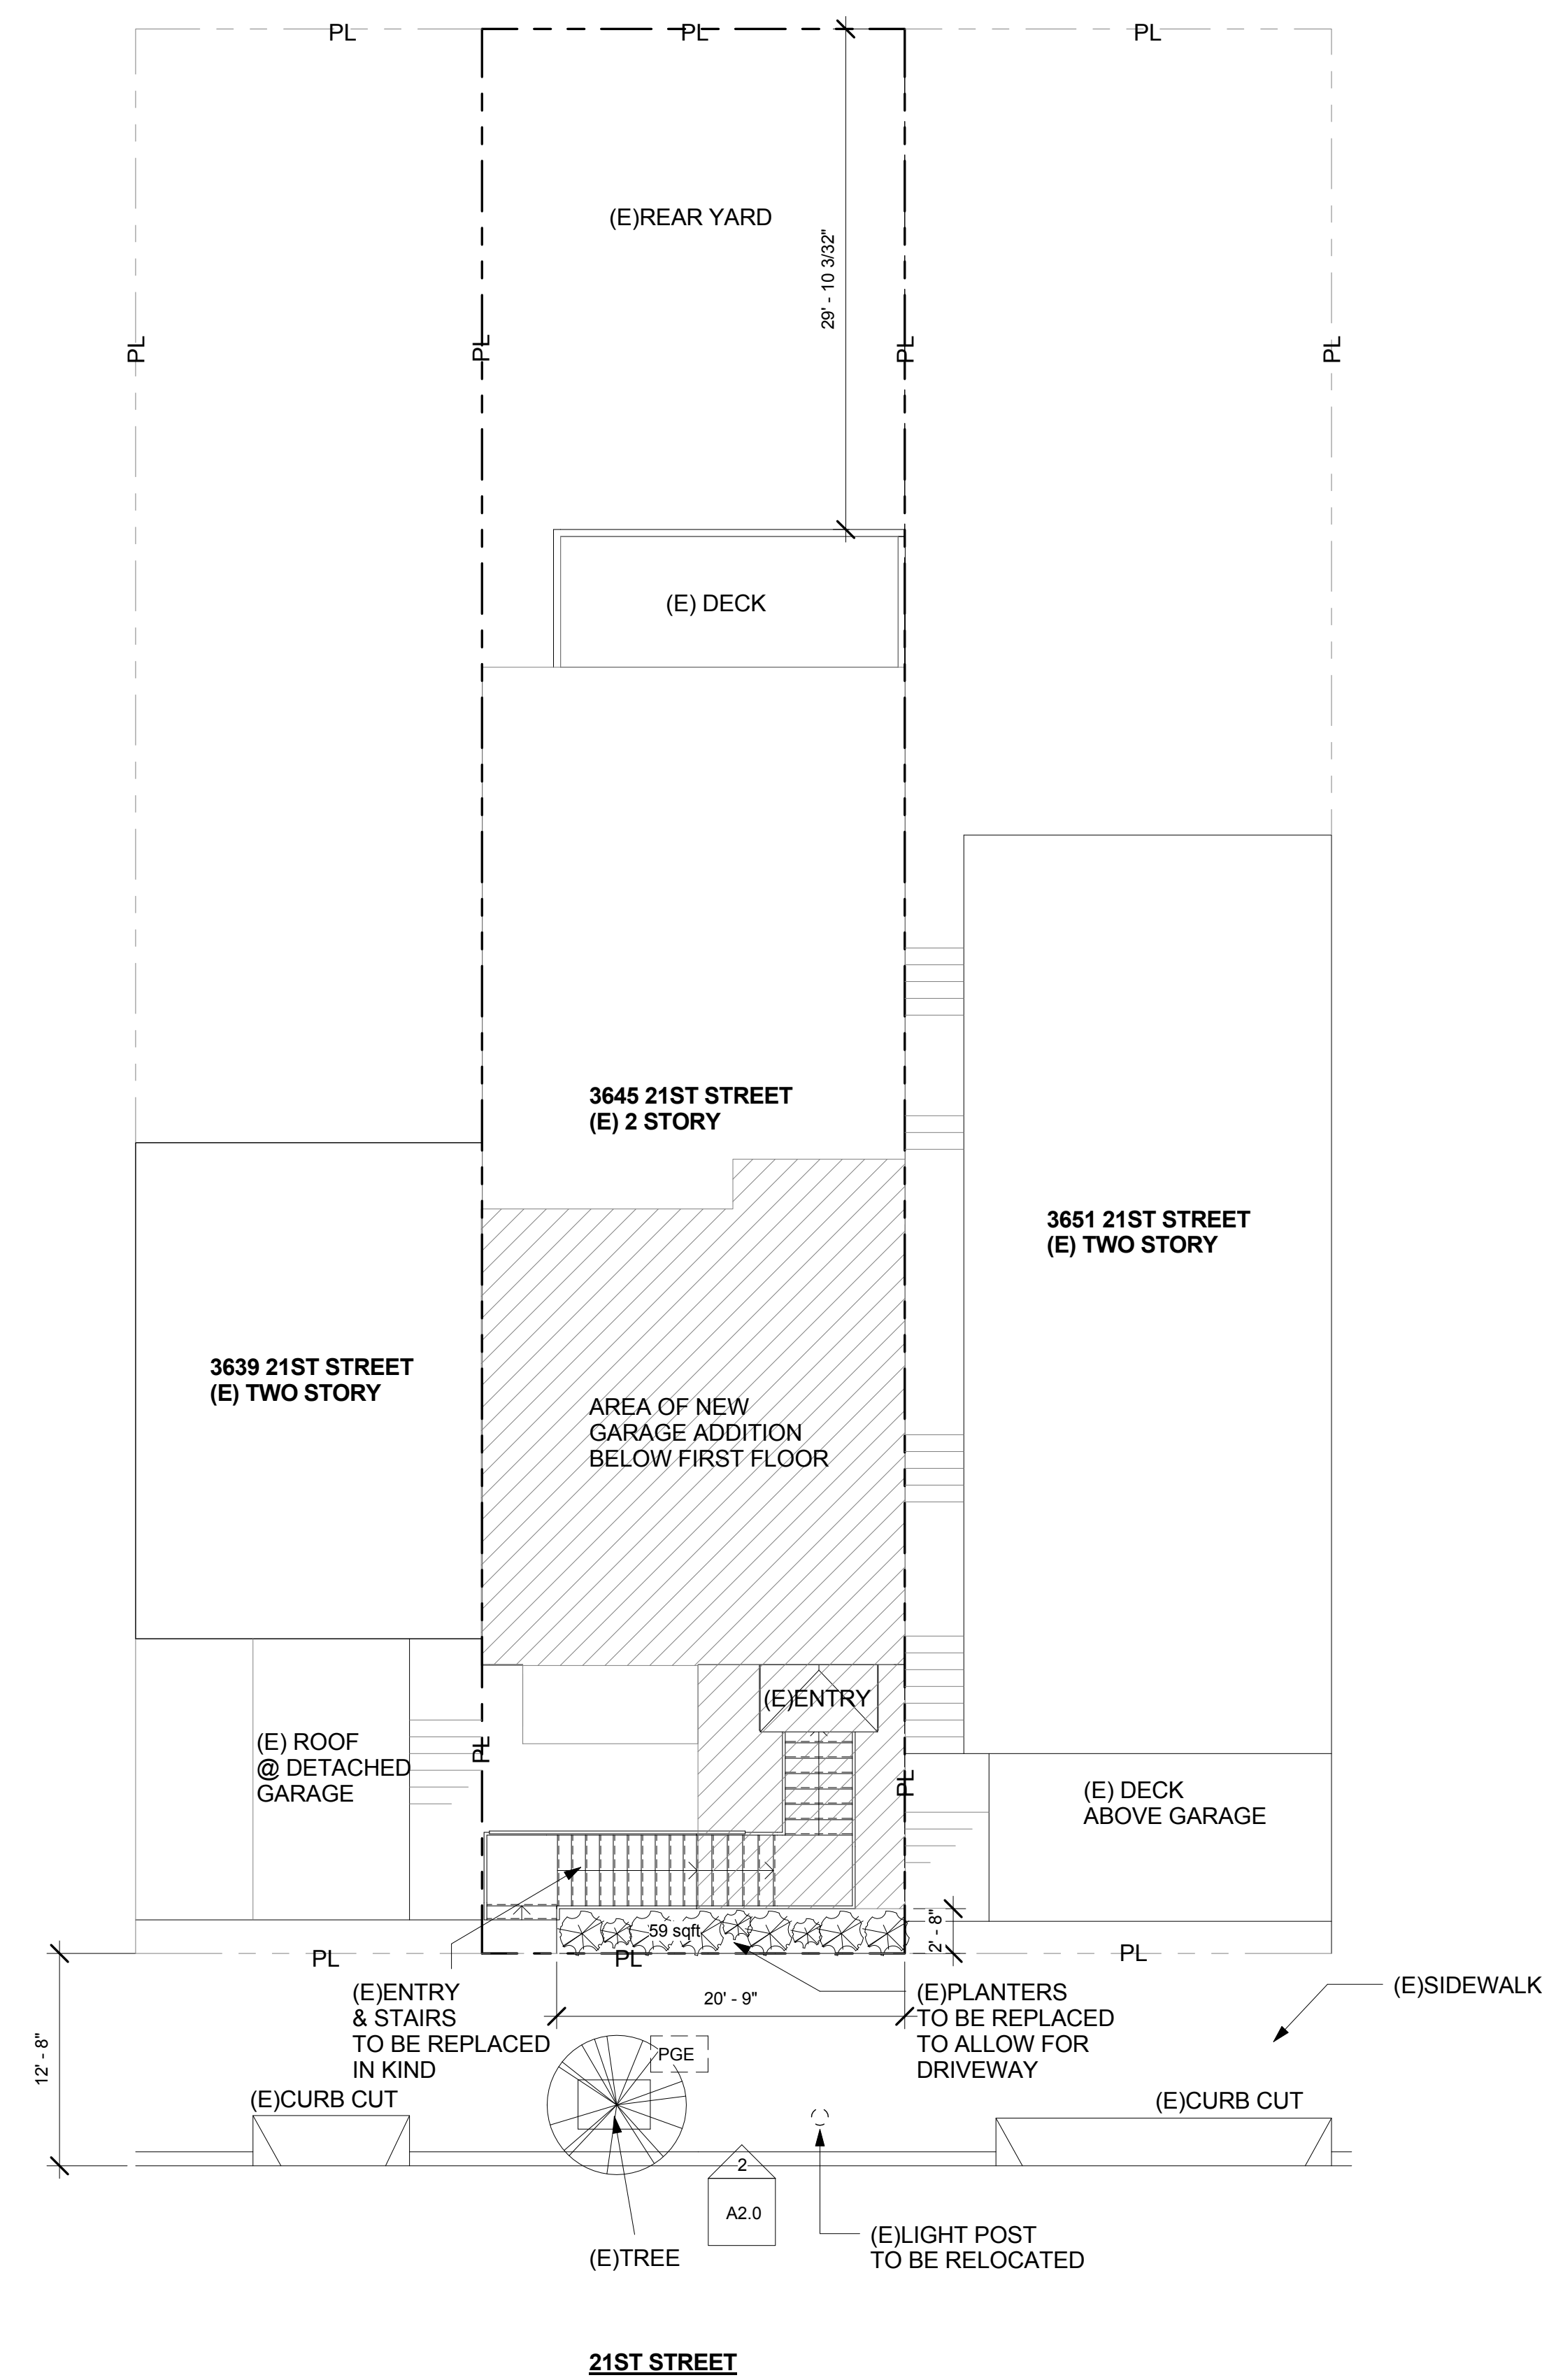 PL
PL
PL
(E)REAR YARD
29' - 10 3/32"
PL
PL
PL
PL
(E) DECK
3645 21ST STREET
(E) 2 STORY
3651 21ST STREET
(E) TWO STORY
3639 21ST STREET
(E) TWO STORY
AREA OF NEW
GARAGE ADDITION
BELOW FIRST FLOOR
(E)ENTRY
(E) ROOF
@ DETACHED
GARAGE
PL
PL
(E) DECK
ABOVE GARAGE
59 sqft
2' - 8"
PL
PL
PL
(E)ENTRY
& STAIRS
TO BE REPLACED
IN KIND
20' - 9"
(E)PLANTERS
TO BE REPLACED
TO ALLOW FOR
DRIVEWAY
(E)SIDEWALK
12' - 8"
PGE
(E)CURB CUT
(E)CURB CUT
2
A2.0
(E)TREE
(E)LIGHT POST
TO BE RELOCATED
21ST STREET